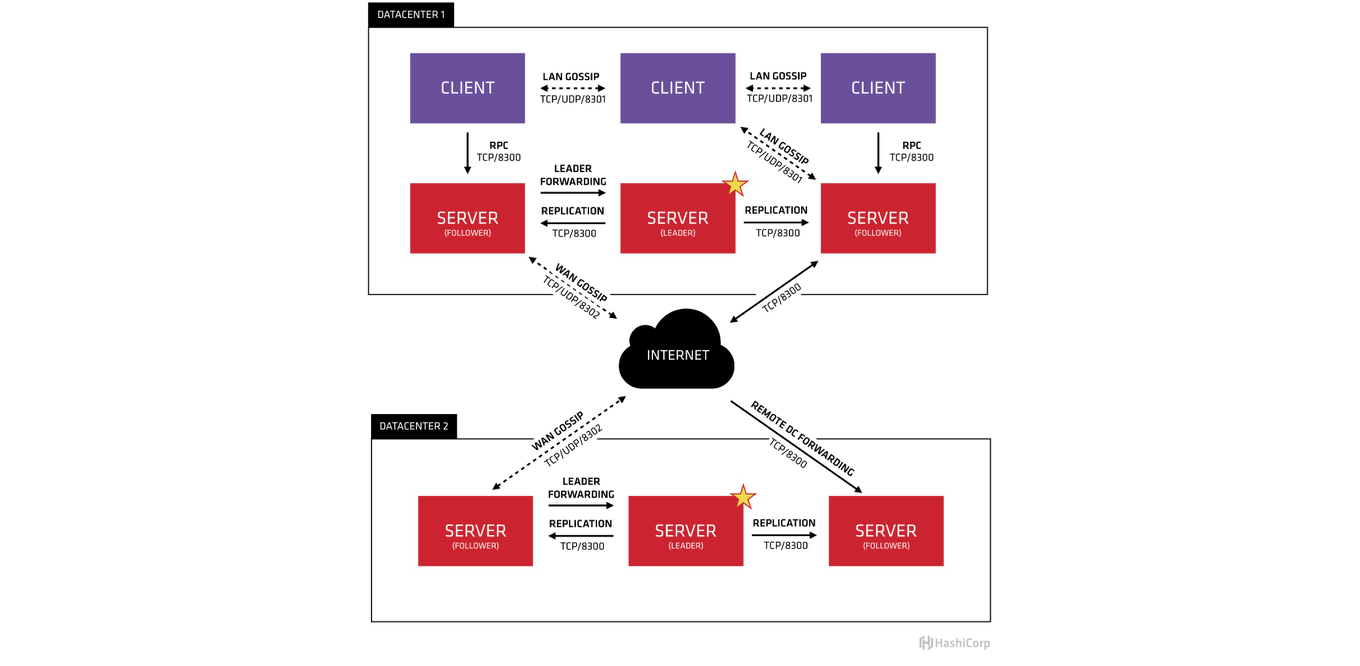 DATACENTER 1
CLIENT
LAN GOSSIP
TCP/UDP/8301
CLIENT
LAN GOSSIP
TCP/UDP/8301
CLIENT
RPC
TCP/8300
LAN GOSSIP
TCP/UDP/8301
RPC
TCP/8300
SERVER
(FOLLOWER)
LEADER
FORWARDING
REPLICATION
TCP/8300
SERVER
(LEADER)
REPLICATION
TCP/8300
SERVER
(FOLLOWER)
WAN GOSSIP
TCP/UDP/8302
TCP/8300
INTERNET
DATACENTER 2
WAN GOSSIP
TCP/UDP/8302
REMOTE DC FORWARDING
TCP/8300
SERVER
(FOLLOWER)
LEADER
FORWARDING
REPLICATION
TCP/8300
SERVER
(LEADER)
REPLICATION
TCP/8300
SERVER
(FOLLOWER)
HashiCorp